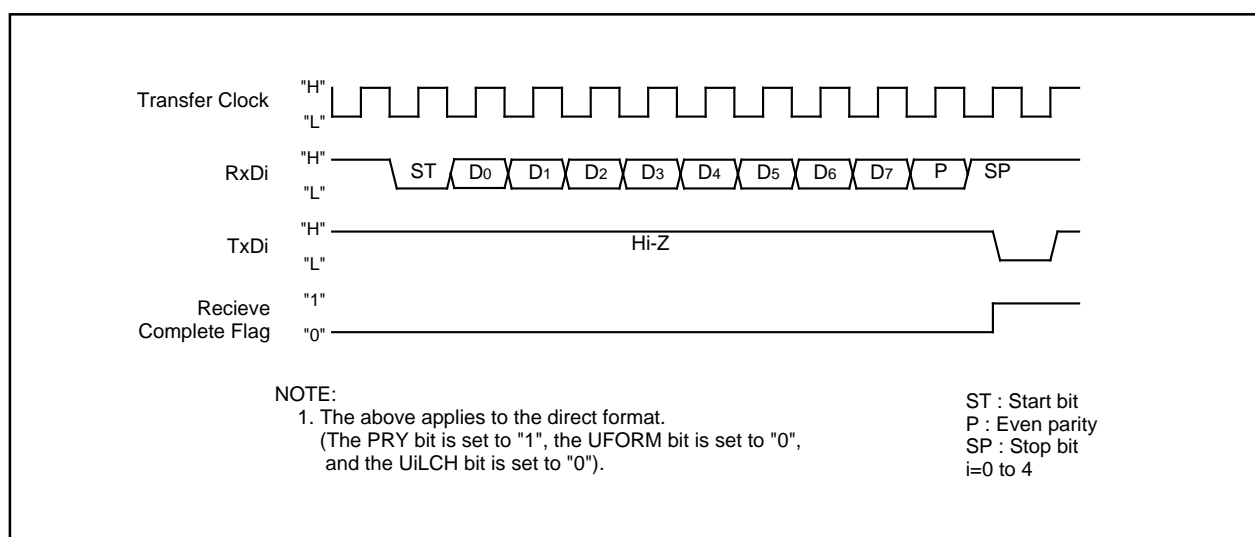 Transfer Clock "H" "L"
RxDi "H" "L" ST D0 D1 D2 D3 D4 D5 D6 D7 P SP
TxDi "H" "L" Hi-Z
Recieve
Complete Flag "1" "0"
NOTE:
1. The above applies to the direct format.
(The PRY bit is set to "1", the UFORM bit is set to "0",
and the UiLCH bit is set to "0").
ST : Start bit
P : Even parity
SP : Stop bit
i=0 to 4